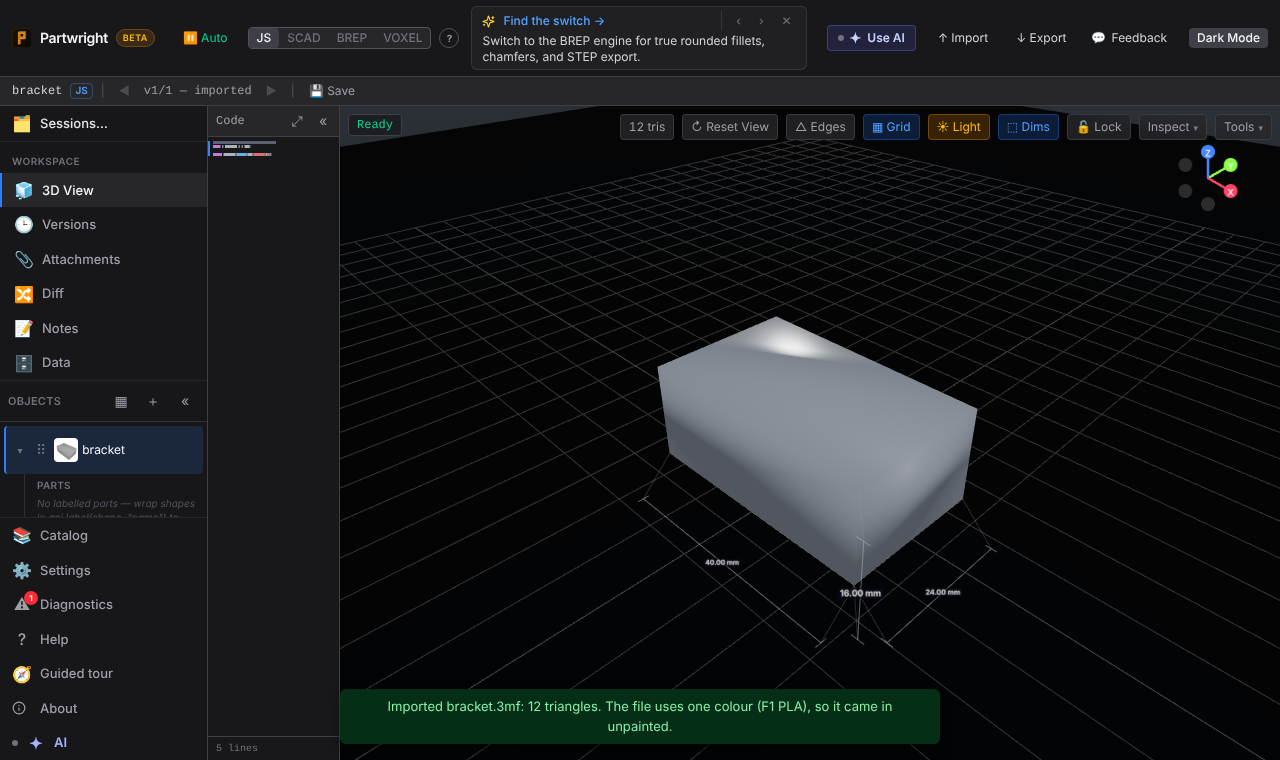 Partwright BETA
Auto
JS SCAD BREP VOXEL ?
Find the switch →
Switch to the BREP engine for true rounded fillets,
chamfers, and STEP export.
Use AI
↑ Import
↓ Export
Feedback
Dark Mode
bracket JS
v1/1 — imported
Save
Sessions...
WORKSPACE
3D View
Versions
Attachments
Diff
Notes
Data
OBJECTS
bracket
PARTS
No labelled parts — wrap shapes
Catalog
Settings
Diagnostics 1
Help
Guided tour
About
AI
Code
5 lines
Ready
12 tris
Reset View
Edges
Grid
Light
Dims
Lock
Inspect
Tools
Z
Y
X
40.00 mm
16.00 mm
24.00 mm
Imported bracket.3mf: 12 triangles. The file uses one colour (F1 PLA), so it came in
unpainted.